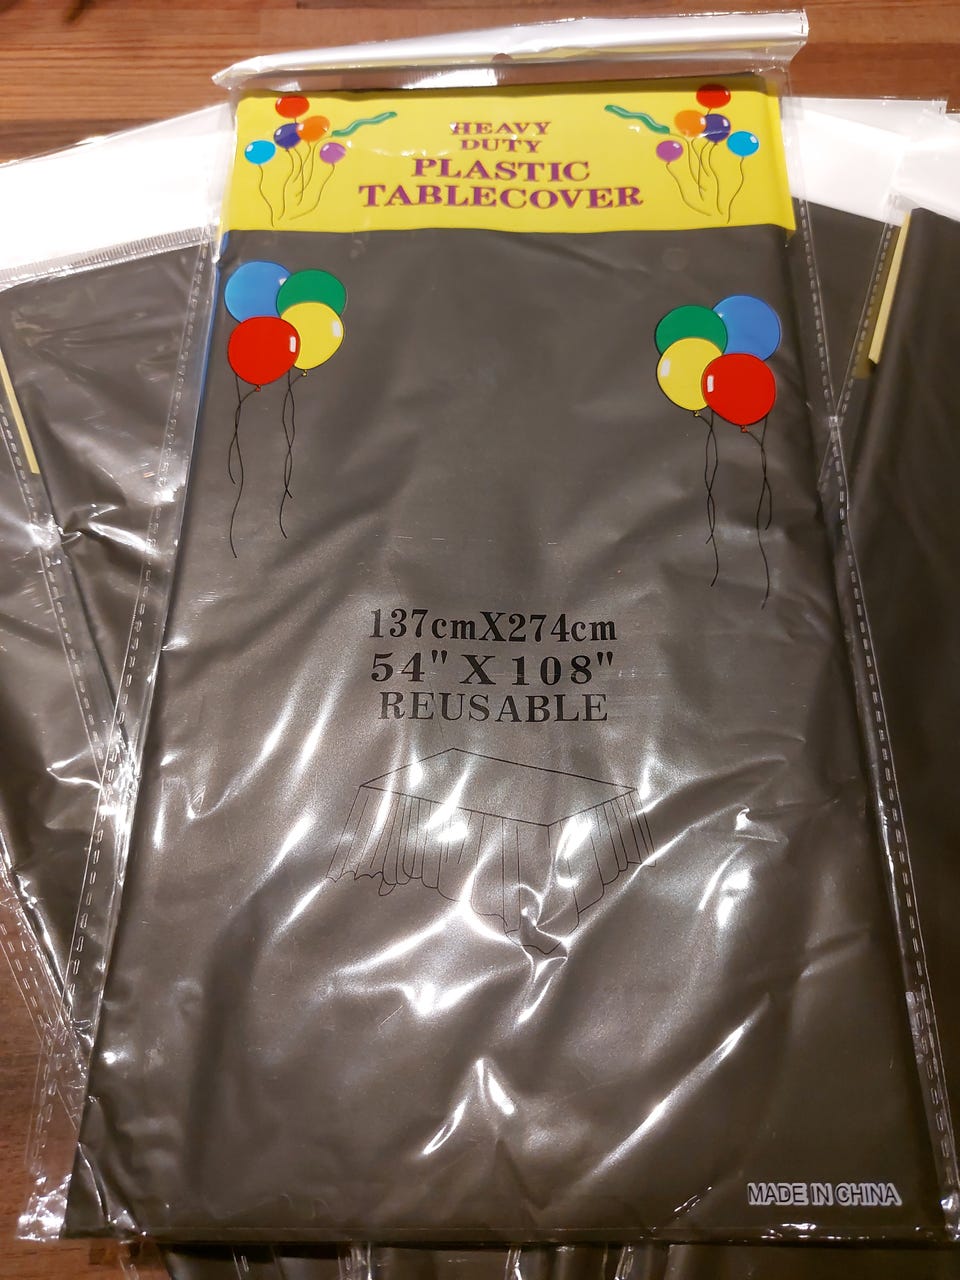 HEAVY
DUTY
PLASTIC
TABLECOVER
137cmX274cm
54" X 108"
REUSABLE
MADE IN CHINA